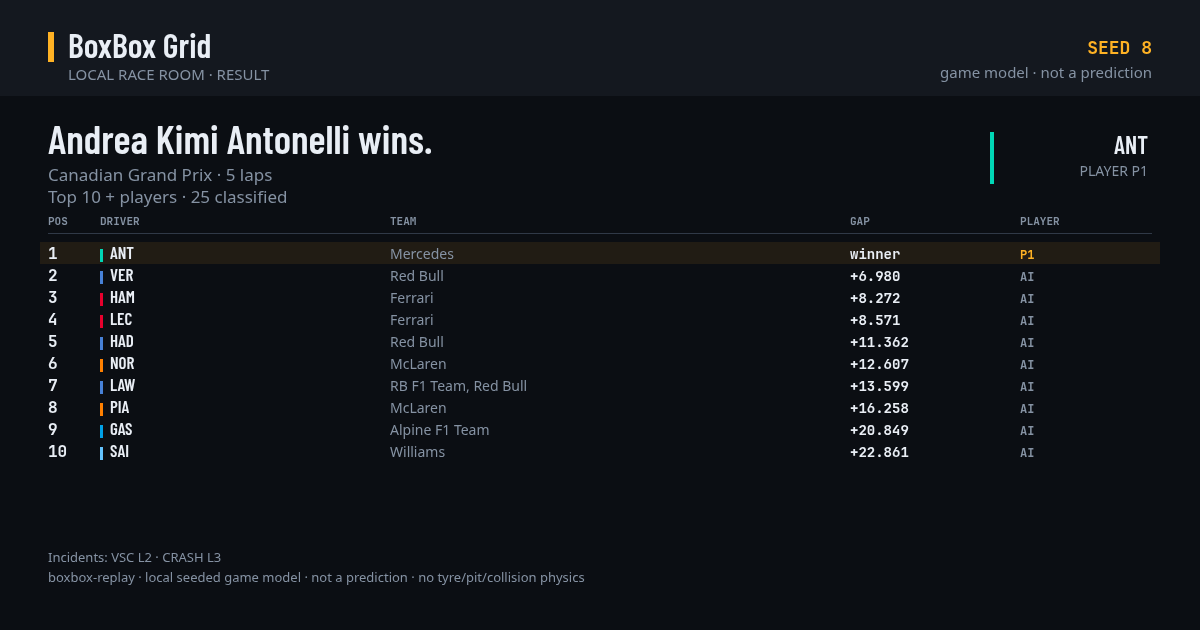 BoxBox Grid
LOCAL RACE ROOM · RESULT
SEED 8
game model · not a prediction
Andrea Kimi Antonelli wins.
Canadian Grand Prix · 5 laps
Top 10 + players · 25 classified
ANT
PLAYER P1
POS DRIVER TEAM GAP PLAYER
1 ANT Mercedes winner P1
2 VER Red Bull +6.980 AI
3 HAM Ferrari +8.272 AI
4 LEC Ferrari +8.571 AI
5 HAD Red Bull +11.362 AI
6 NOR McLaren +12.607 AI
7 LAW RB F1 Team, Red Bull +13.599 AI
8 PIA McLaren +16.258 AI
9 GAS Alpine F1 Team +20.849 AI
10 SAI Williams +22.861 AI
Incidents: VSC L2 · CRASH L3
boxbox-replay · local seeded game model · not a prediction · no tyre/pit/collision physics